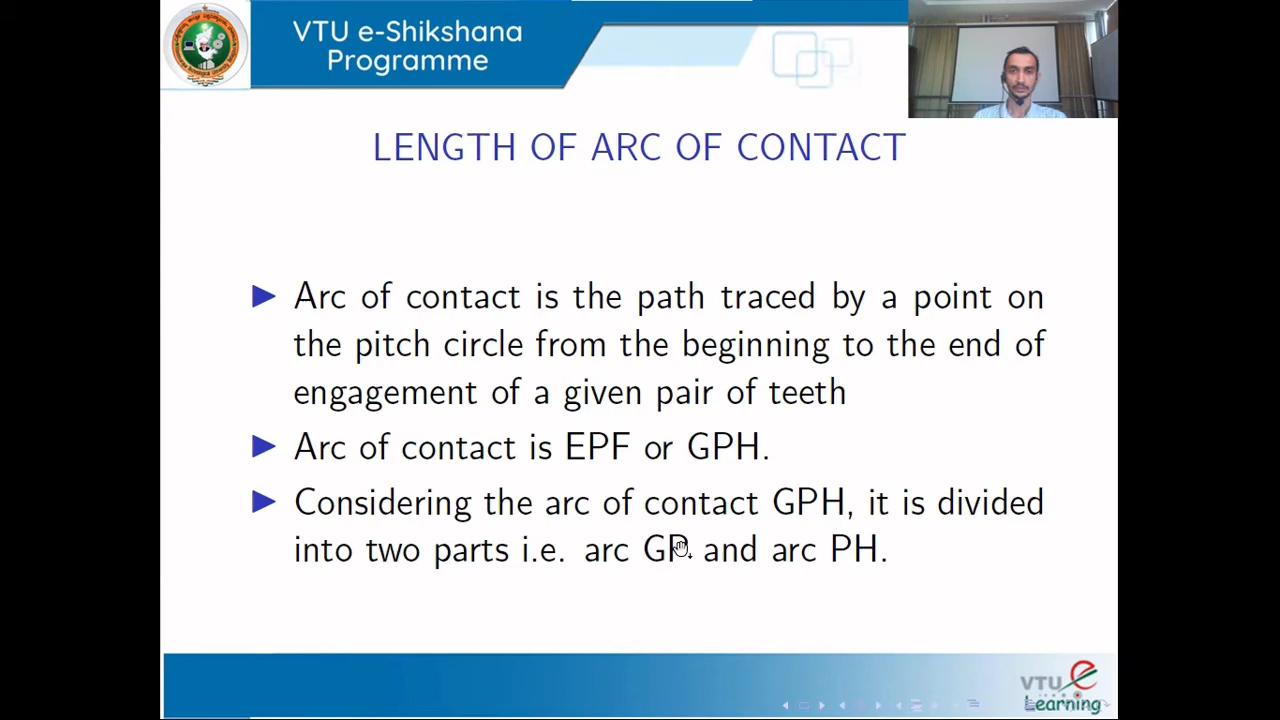 VTU e-Shikshana
Programme
LENGTH OF ARC OF CONTACT
Arc of contact is the path traced by a point on
the pitch circle from the beginning to the end of
engagement of a given pair of teeth
Arc of contact is EPF or GPH.
Considering the arc of contact GPH, it is divided
into two parts i.e. arc GP and arc PH.
VTU e
Learning